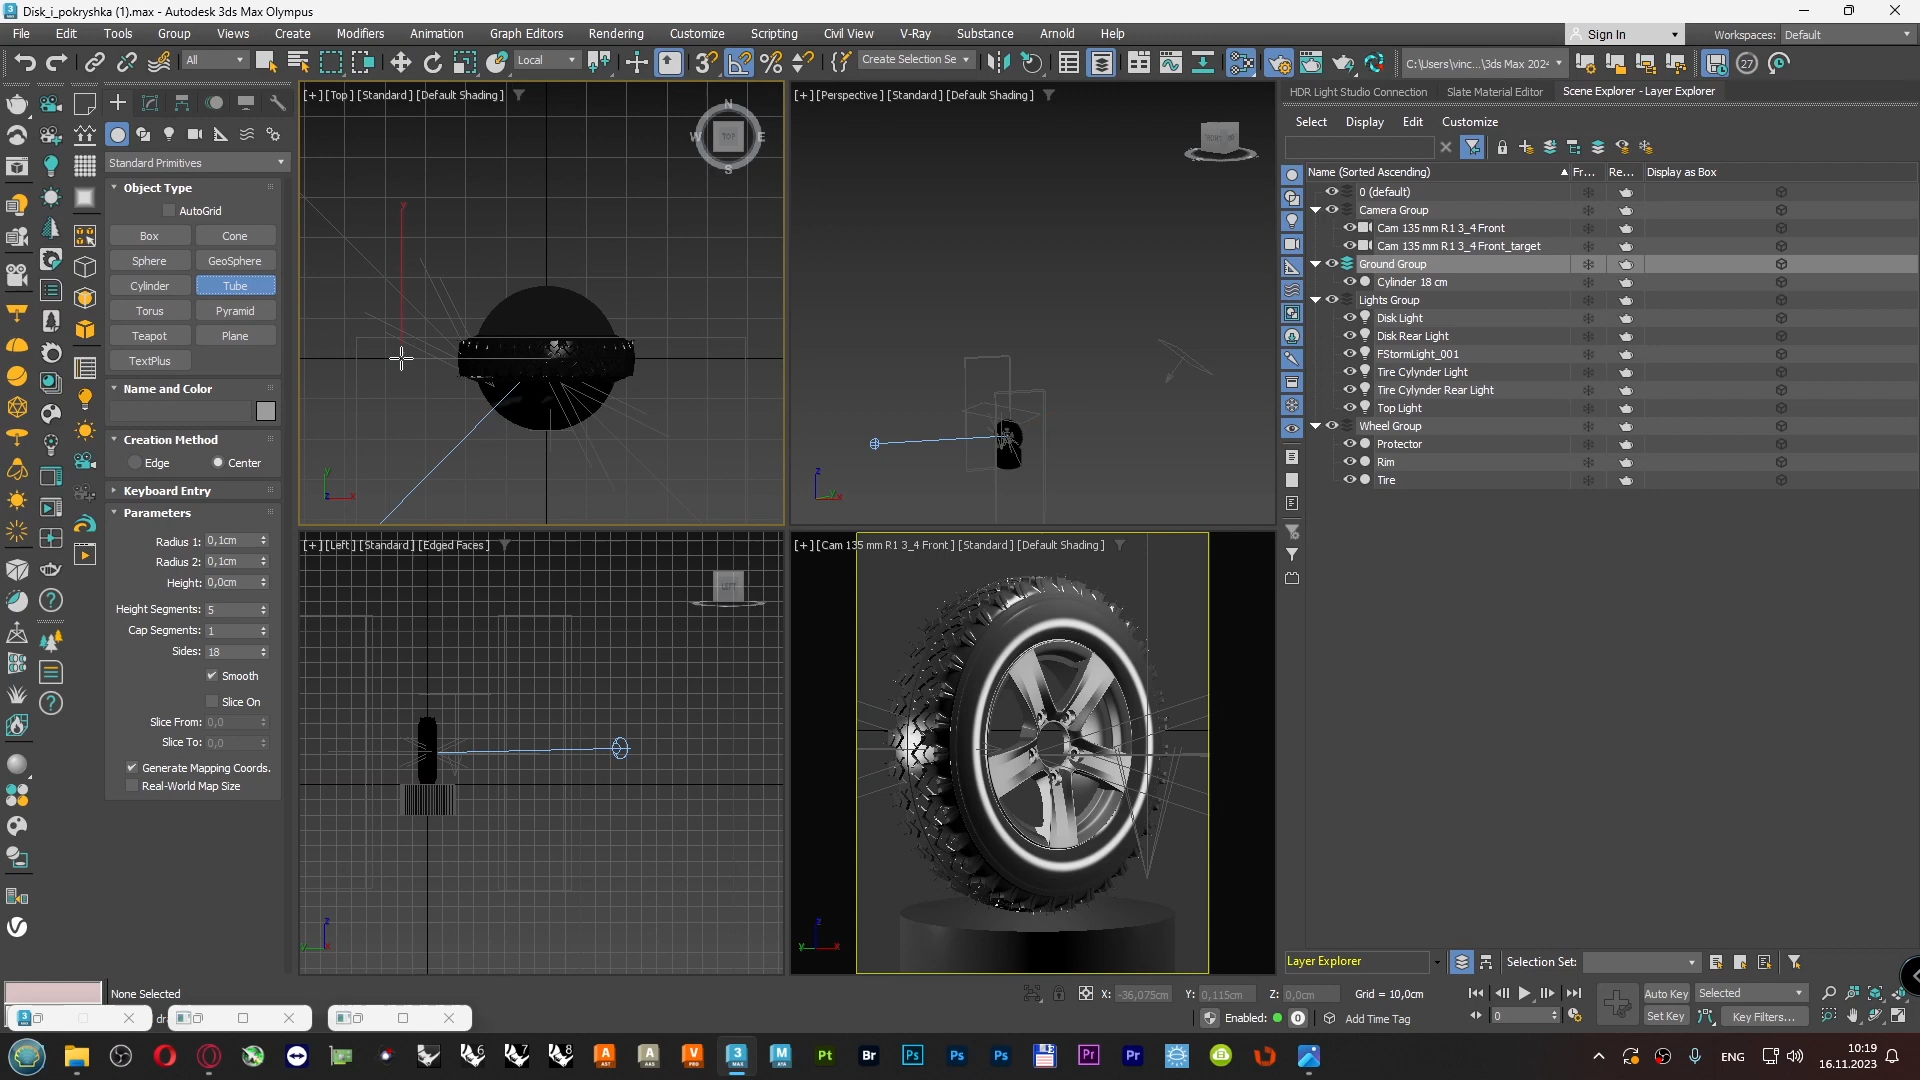 Disk_i_pokryshka (1).max - Autodesk 3ds Max Olympus
File Edit Tools Group Views Create Modifiers Animation Graph Editors Rendering Customize Scripting Civil View V-Ray Substance Arnold Help
Sign In Workspaces: Default
All Local Create Selection Se C:\Users\vinc...\3ds Max 2024 27
[+] [Top] [Standard] [Default Shading]
[+] [Perspective] [Standard] [Default Shading]
HDR Light Studio Connection Slate Material Editor Scene Explorer - Layer Explorer
Select Display Edit Customize
N
W TOP E
S
Standard Primitives
Object Type
AutoGrid
Box Cone
Sphere GeoSphere
Cylinder Tube
Torus Pyramid
Teapot Plane
TextPlus
Name and Color
Creation Method
Edge Center
Keyboard Entry
Parameters
Radius 1: 0,1cm
Radius 2: 0,1cm
Height: 0,0cm
Height Segments: 5
Cap Segments: 1
Sides: 18
Smooth
Slice On
Slice From: 0,0
Slice To: 0,0
Generate Mapping Coords.
Real-World Map Size
Name (Sorted Ascending) Fr... Re... Display as Box
0 (default)
Camera Group
Cam 135 mm R1 3_4 Front
Cam 135 mm R1 3_4 Front_target
Ground Group
Cylinder 18 cm
Lights Group
Disk Light
Disk Rear Light
FStormLight_001
Tire Cylynder Light
Tire Cylynder Rear Light
Top Light
Wheel Group
Protector
Rim
Tire
[+] [Left] [Standard] [Edged Faces]
LEFT
[+] [Cam 135 mm R1 3_4 Front] [Standard] [Default Shading]
Layer Explorer Selection Set:
None Selected
X: -36,075cm Y: 0,115cm Z: 0,0cm Grid = 10,0cm
Auto Key Selected
Enabled: 0 Add Time Tag
0 Set Key Key Filters...
ENG
10:19
16.11.2023